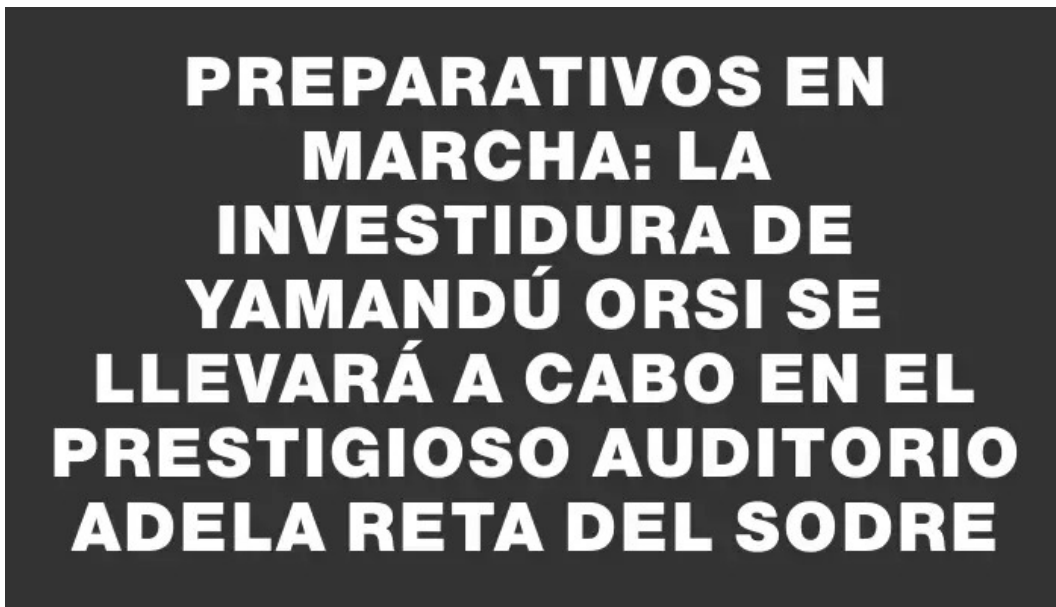 PREPARATIVOS EN
MARCHA: LA
INVESTIDURA DE
YAMANDÚ ORSI SE
LLEVARÁ A CABO EN EL
PRESTIGIOSO AUDITORIO
ADELA RETA DEL SODRE